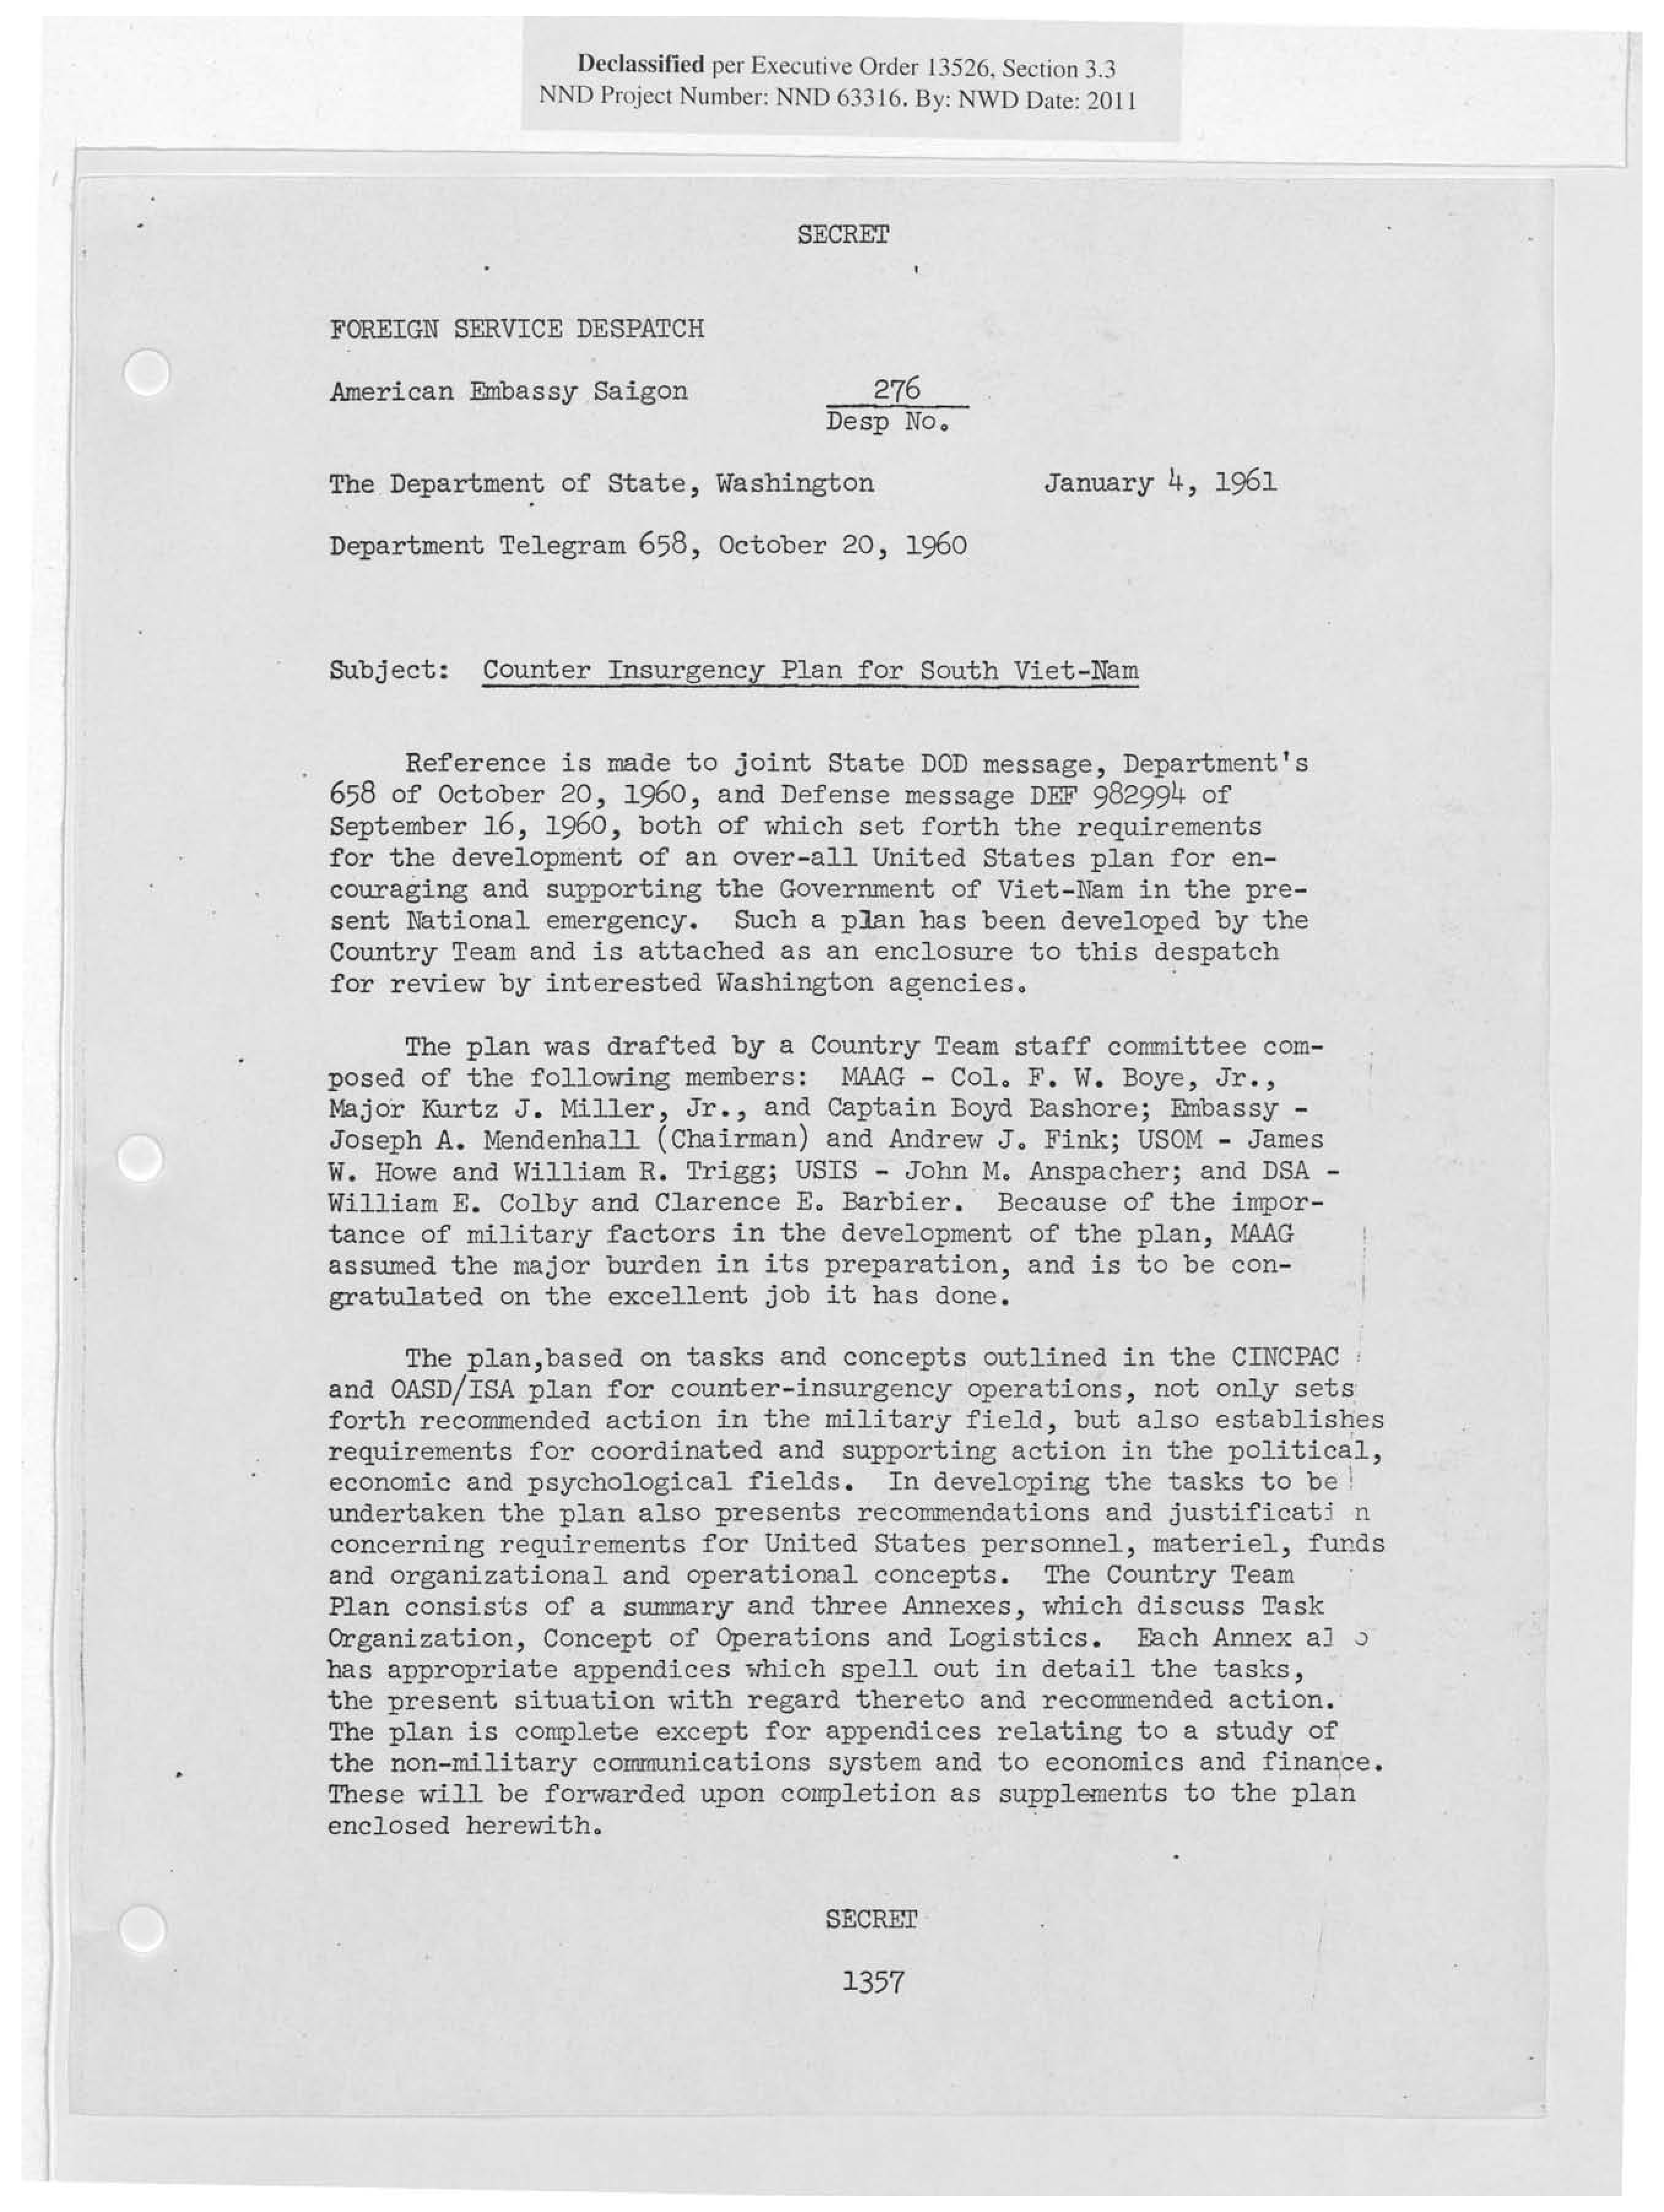 Declassified per Executive Order 13526, Section 3.3
NND Project Number: NND 63316. By: NWD Date: 2011
SECRET
FOREIGN SERVICE DESPATCH
American Embassy Saigon 276
Desp No.
The Department of State, Washington January 4, 1961
Department Telegram 658, October 20, 1960
Subject: Counter Insurgency Plan for South Viet-Nam
Reference is made to joint State DOD message, Department's
658 of October 20, 1960, and Defense message DEF 982994 of
September 16, 1960, both of which set forth the requirements
for the development of an over-all United States plan for en-
couraging and supporting the Government of Viet-Nam in the pre-
sent National emergency. Such a plan has been developed by the
Country Team and is attached as an enclosure to this despatch
for review by interested Washington agencies.
The plan was drafted by a Country Team staff committee com-
posed of the following members: MAAG - Col. F. W. Boye, Jr.,
Major Kurtz J. Miller, Jr., and Captain Boyd Bashore; Embassy -
Joseph A. Mendenhall (Chairman) and Andrew J. Fink; USOM - James
W. Howe and William R. Trigg; USIS - John M. Anspacher; and DSA -
William E. Colby and Clarence E. Barbier. Because of the impor-
tance of military factors in the development of the plan, MAAG
assumed the major burden in its preparation, and is to be con-
gratulated on the excellent job it has done.
The plan,based on tasks and concepts outlined in the CINCPAC
and OASD/ISA plan for counter-insurgency operations, not only sets
forth recommended action in the military field, but also establishes
requirements for coordinated and supporting action in the political,
economic and psychological fields. In developing the tasks to be
undertaken the plan also presents recommendations and justificati n
concerning requirements for United States personnel, materiel, funds
and organizational and operational concepts. The Country Team
Plan consists of a summary and three Annexes, which discuss Task
Organization, Concept of Operations and Logistics. Each Annex al o
has appropriate appendices which spell out in detail the tasks,
the present situation with regard thereto and recommended action.
The plan is complete except for appendices relating to a study of
the non-military communications system and to economics and finance.
These will be forwarded upon completion as supplements to the plan
enclosed herewith.
SECRET
1357